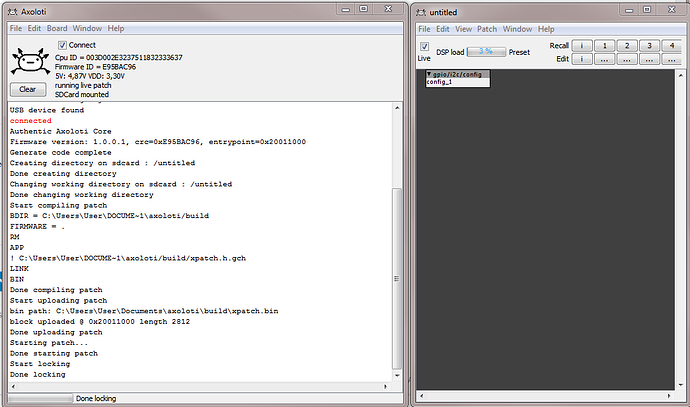 Axoloti
File Edit Board Window Help
Connect
Cpu ID = 003D002E3237511832333637
Firmware ID = E95BAC96
5V: 4,87V VDD: 3,30V
running live patch
SDCard mounted
Clear
USB device found
connected
Authentic Axoloti Core
Firmware version: 1.0.0.1, crc=0xE95BAC96, entrypoint=0x20011000
Generate code complete
Creating directory on sdcard : /untitled
Done creating directory
Changing working directory on sdcard : /untitled
Done changing working directory
Start compiling patch
BDIR = C:\Users\User\DOCUME~1\axoloti/build
FIRMWARE = .
RM
APP
! C:\Users\User\DOCUME~1\axoloti/build/xpatch.h.gch
LINK
BIN
Done compiling patch
Start uploading patch
bin path: C:\Users\User\Documents\axoloti\build\xpatch.bin
block uploaded @ 0x20011000 length 2812
Done uploading patch
Starting patch...
Done starting patch
Start locking
Done locking
Done locking
untitled
File Edit View Patch Window Help
Live
DSP load 3 % Preset
Recall i 1 2 3 4
Edit i ... ... ... ...
gpio/i2c/config
config_1